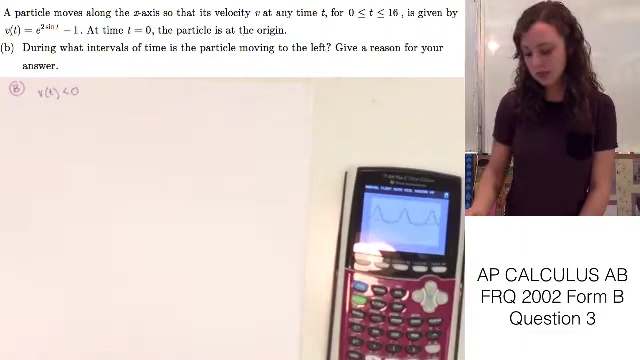 A particle moves along the x-axis so that its velocity v at any time t, for 0 ≤ t ≤ 16, is given by
v(t) = e^{2 sin t} − 1. At time t = 0, the particle is at the origin.
(b) During what intervals of time is the particle moving to the left? Give a reason for your
answer.
B v(t) < 0
AP CALCULUS AB
FRQ 2002 Form B
Question 3